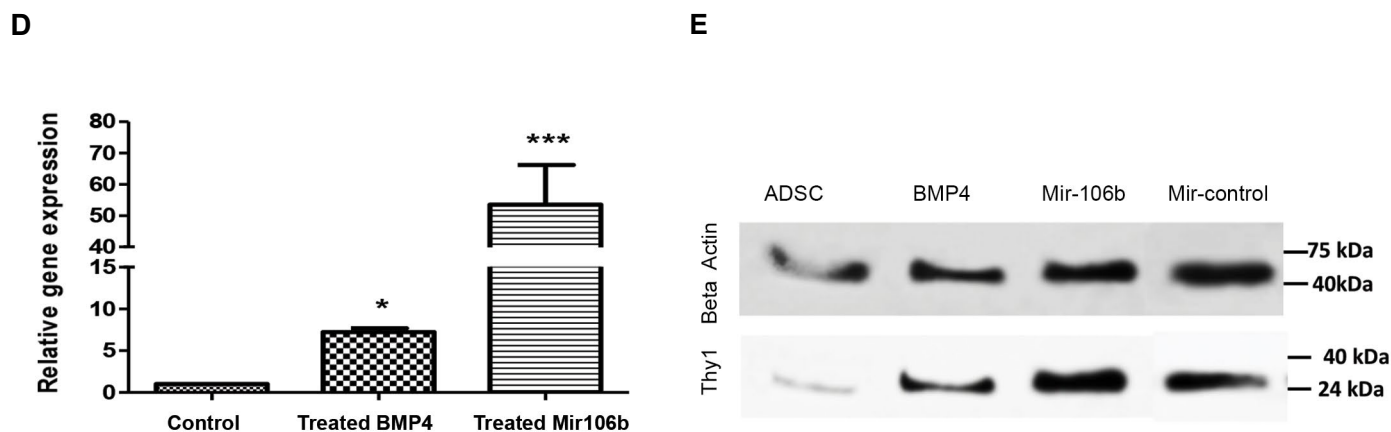 D
E
Relative gene expression
80
70
60
50
40
15
10
5
0
*
***
Control
Treated BMP4
Treated Mir106b
ADSC
BMP4
Mir-106b
Mir-control
Beta Actin
75 kDa
40kDa
Thy1
40 kDa
24 kDa